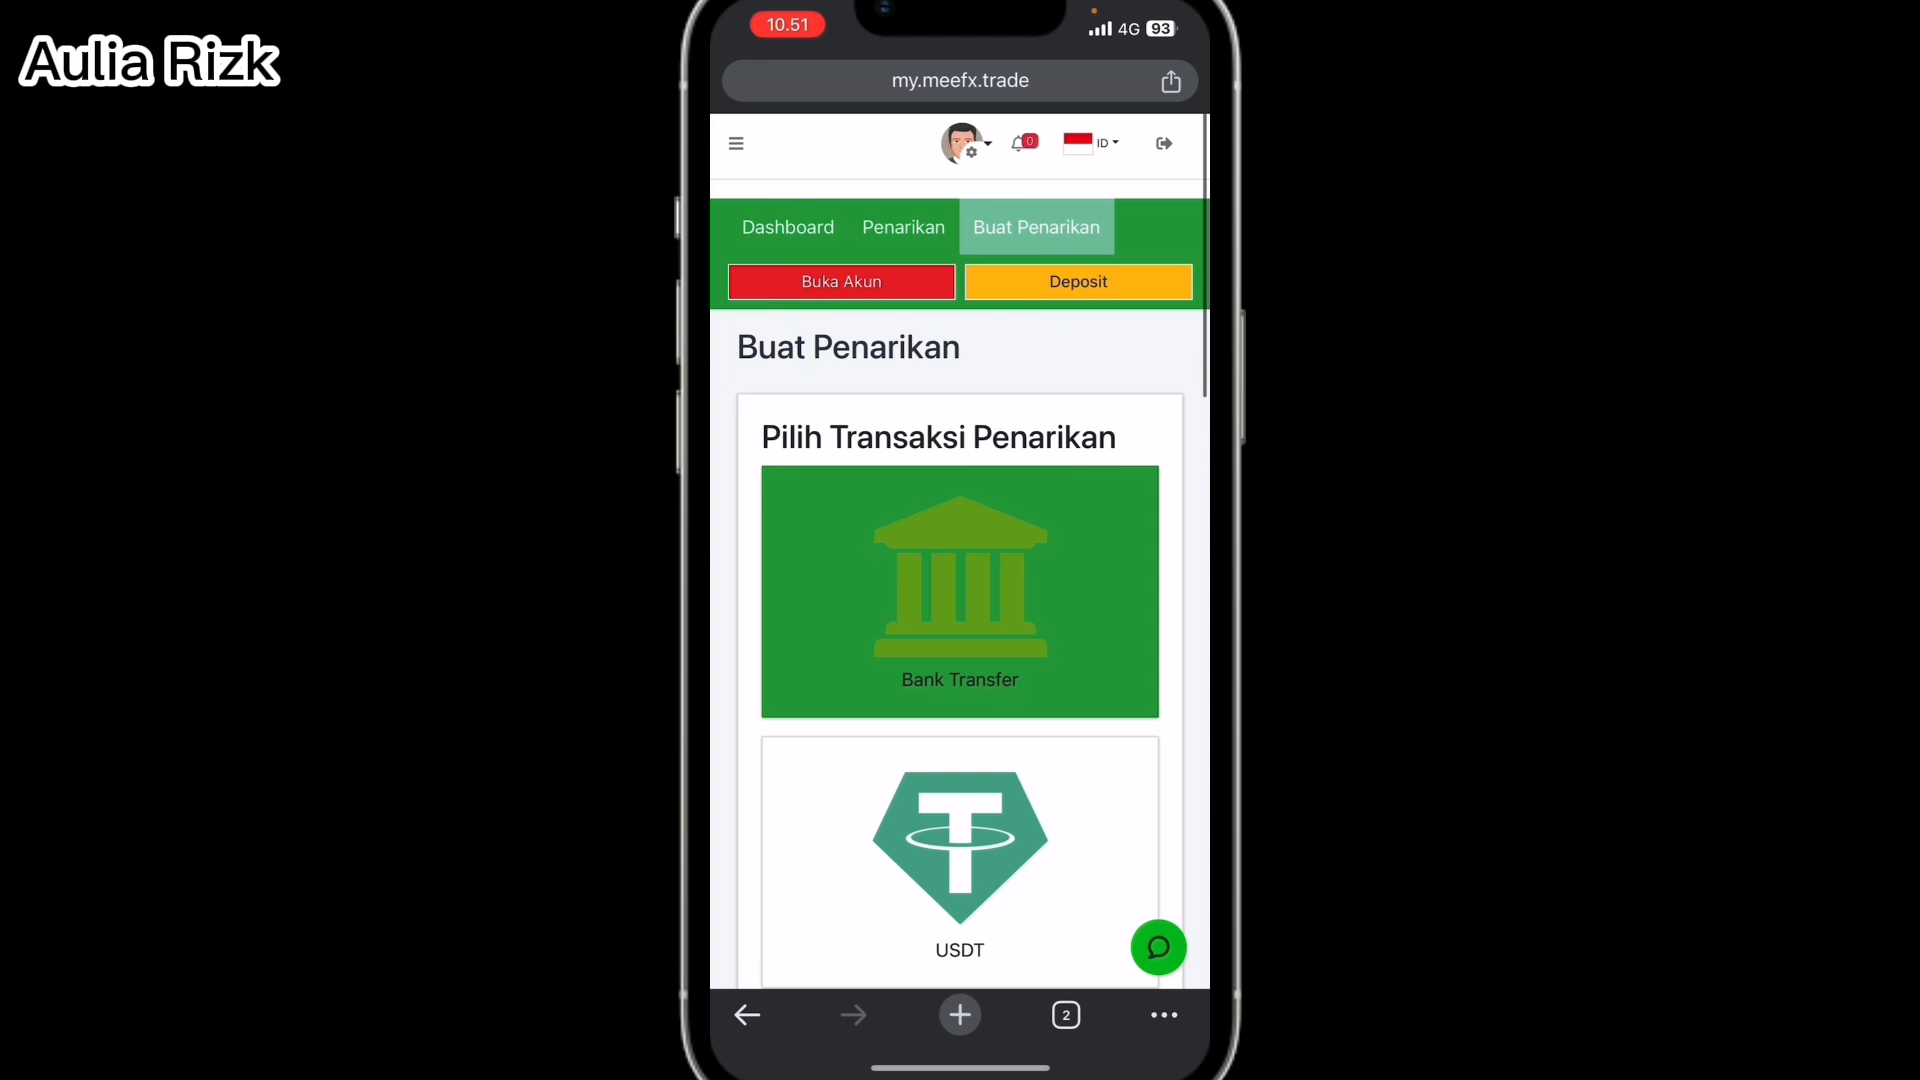 Aulia Rizk
10.51
4G 93
my.meefx.trade
0
ID
Dashboard Penarikan Buat Penarikan
Buka Akun Deposit
Buat Penarikan
Pilih Transaksi Penarikan
Bank Transfer
USDT
2